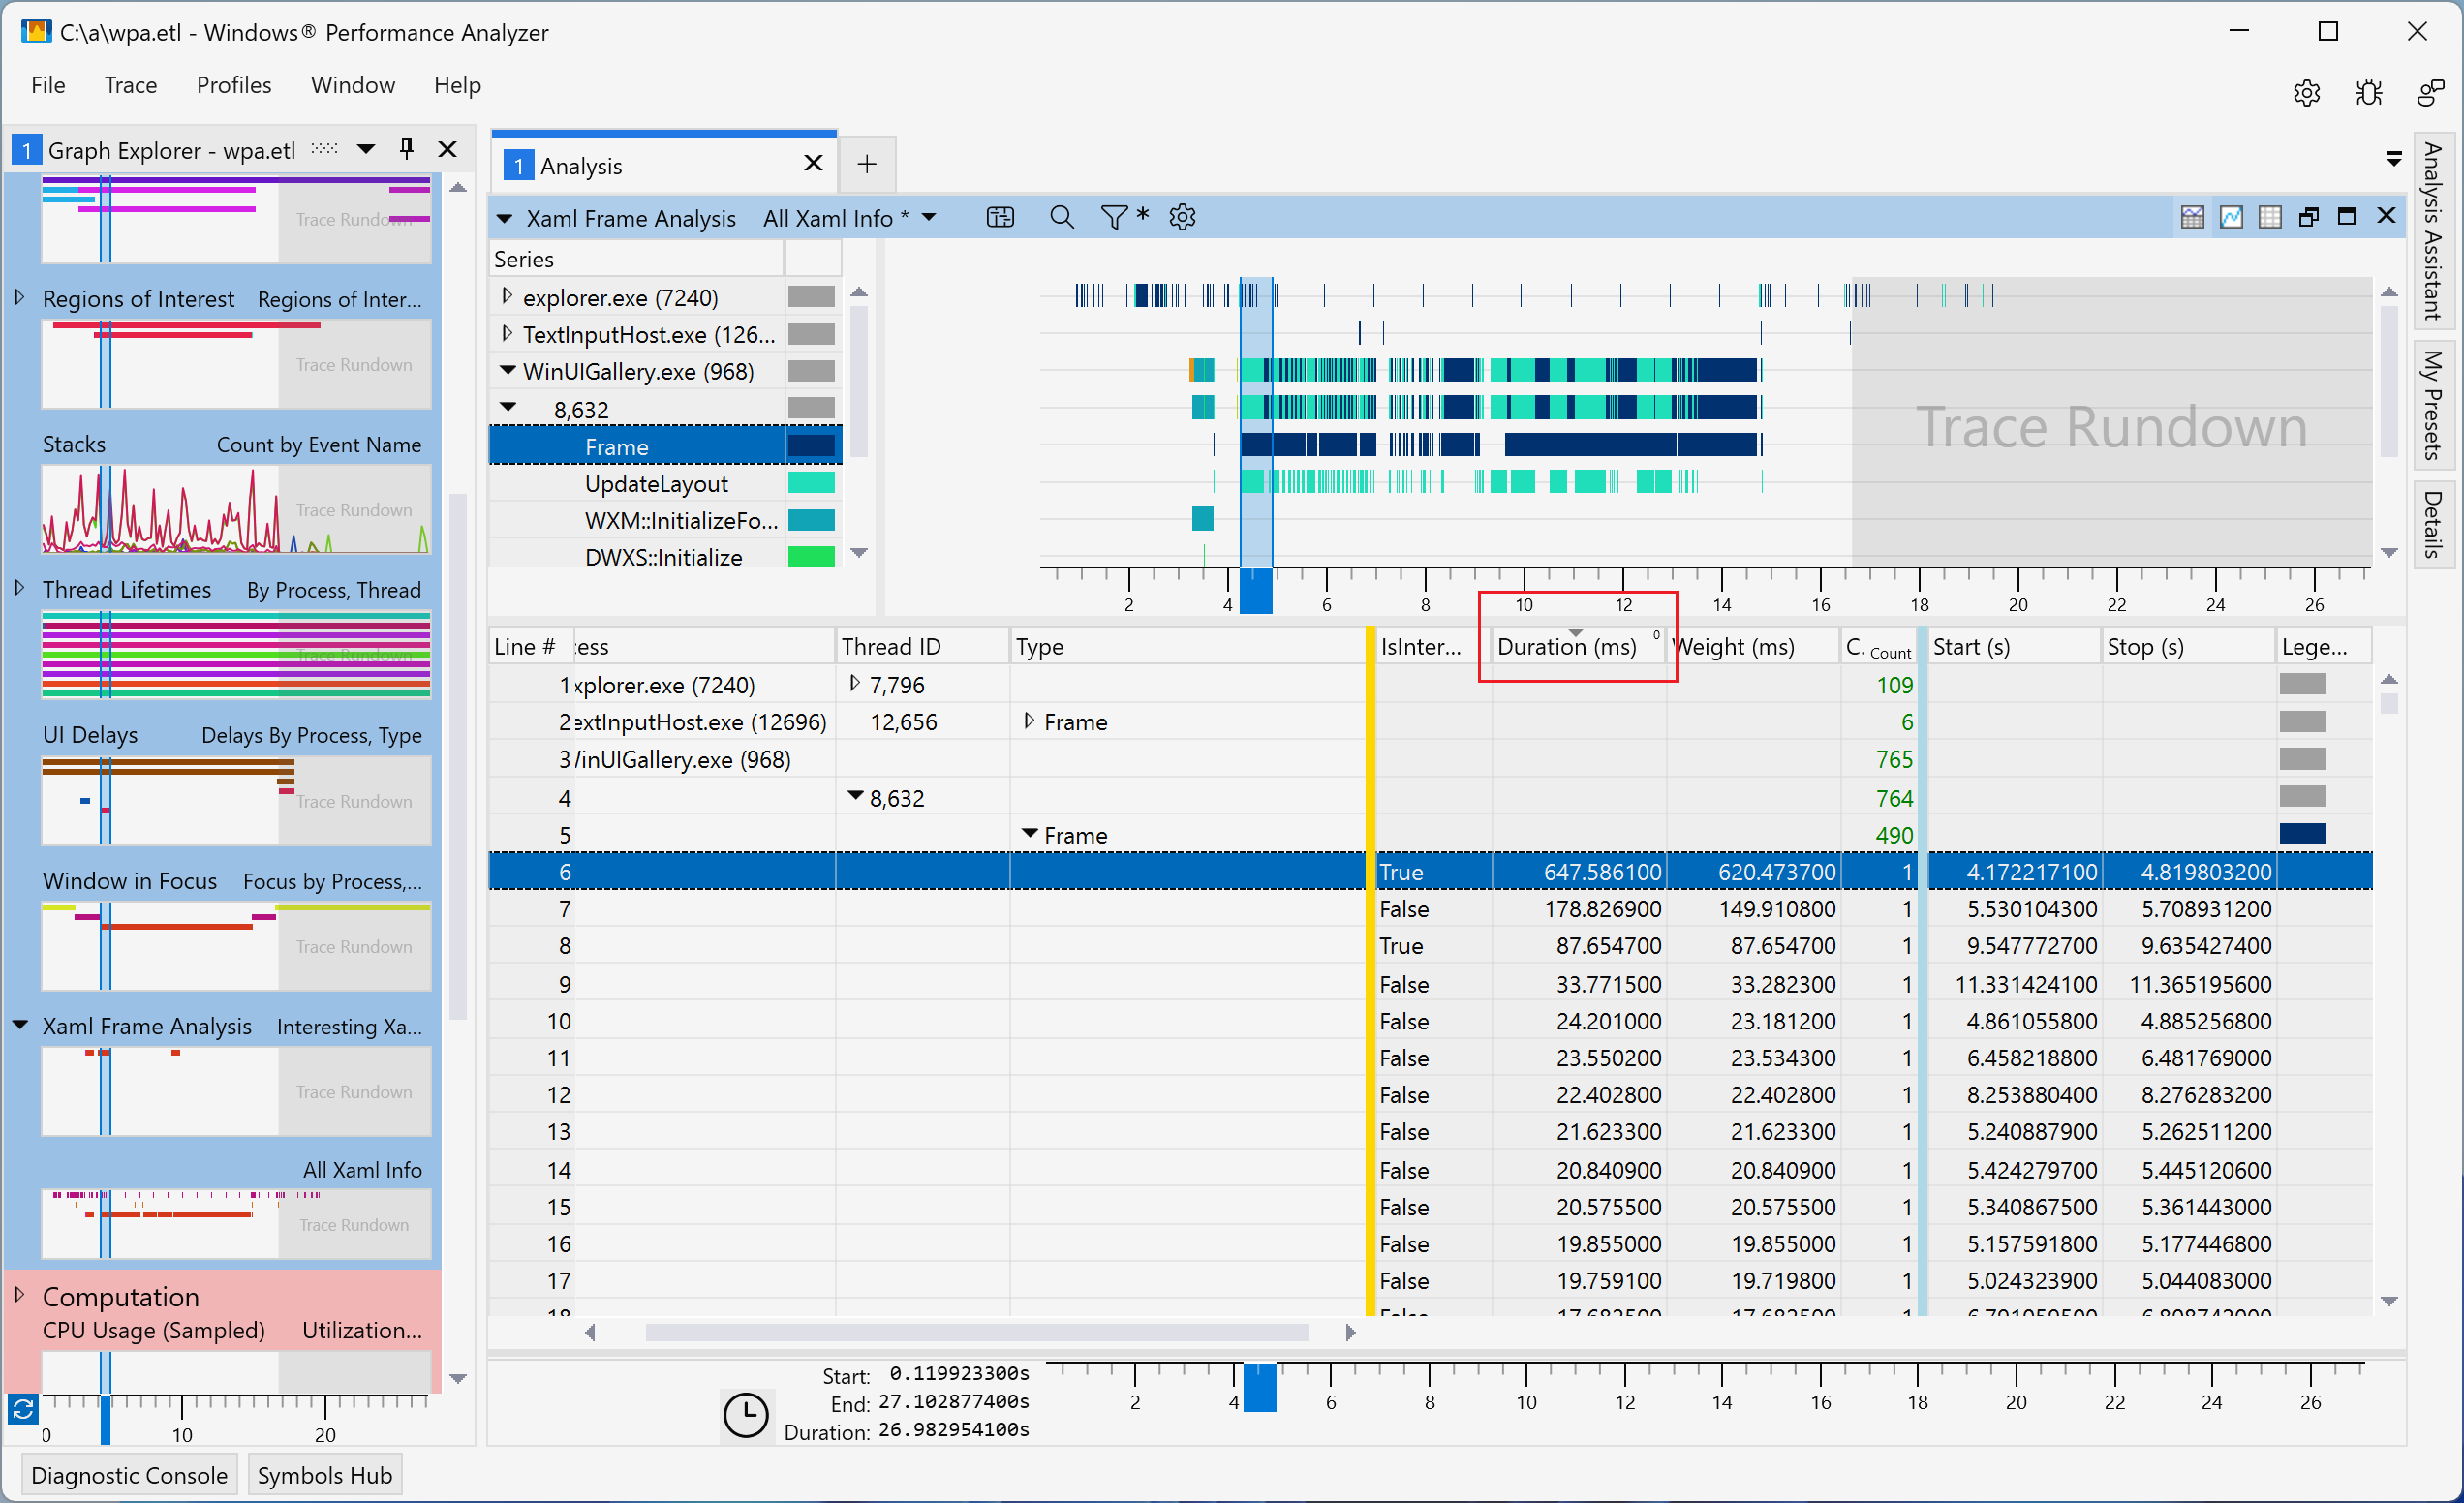 C:\a\wpa.etl - Windows® Performance Analyzer
File Trace Profiles Window Help
1 Graph Explorer - wpa.etl
Trace Rundown
Regions of Interest Regions of Inter...
Trace Rundown
Stacks Count by Event Name
Trace Rundown
Thread Lifetimes By Process, Thread
Trace Rundown
UI Delays Delays By Process, Type
Trace Rundown
Window in Focus Focus by Process,...
Trace Rundown
Xaml Frame Analysis Interesting Xa...
Trace Rundown
All Xaml Info
Trace Rundown
Computation
CPU Usage (Sampled) Utilization...
0 10 20
Diagnostic Console Symbols Hub
1 Analysis
Xaml Frame Analysis All Xaml Info * *
Series
explorer.exe (7240)
TextInputHost.exe (126...
WinUIGallery.exe (968)
8,632
Frame
UpdateLayout
WXM::InitializeFo...
DWXS::Initialize
Trace Rundown
2 4 6 8 10 12 14 16 18 20 22 24 26
Line # cess Thread ID Type IsInter... Duration (ms) 0 Weight (ms) C. Count Start (s) Stop (s) Lege...
1 xplorer.exe (7240) 7,796 109
2 extInputHost.exe (12696) 12,656 Frame 6
3 inUIGallery.exe (968) 765
4 8,632 764
5 Frame 490
6 True 647.586100 620.473700 1 4.172217100 4.819803200
7 False 178.826900 149.910800 1 5.530104300 5.708931200
8 True 87.654700 87.654700 1 9.547772700 9.635427400
9 False 33.771500 33.282300 1 11.331424100 11.365195600
10 False 24.201000 23.181200 1 4.861055800 4.885256800
11 False 23.550200 23.534300 1 6.458218800 6.481769000
12 False 22.402800 22.402800 1 8.253880400 8.276283200
13 False 21.623300 21.623300 1 5.240887900 5.262511200
14 False 20.840900 20.840900 1 5.424279700 5.445120600
15 False 20.575500 20.575500 1 5.340867500 5.361443000
16 False 19.855000 19.855000 1 5.157591800 5.177446800
17 False 19.759100 19.719800 1 5.024323900 5.044083000
Start: 0.119923300s
End: 27.102877400s
Duration: 26.982954100s
2 4 6 8 10 12 14 16 18 20 22 24 26
Analysis Assistant
My Presets
Details